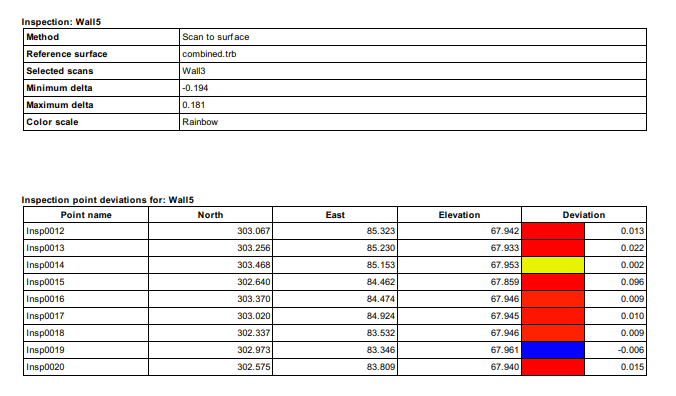 Inspection: Wall5
Method Scan to surface
Reference surface combined.trb
Selected scans Wall3
Minimum delta -0.194
Maximum delta 0.181
Color scale Rainbow
Inspection point deviations for: Wall5
Point name North East Elevation Deviation
Insp0012 303.067 85.323 67.942 0.013
Insp0013 303.256 85.230 67.933 0.022
Insp0014 303.468 85.153 67.953 0.002
Insp0015 302.640 84.462 67.859 0.096
Insp0016 303.370 84.474 67.946 0.009
Insp0017 303.020 84.924 67.945 0.010
Insp0018 302.337 83.532 67.946 0.009
Insp0019 302.973 83.346 67.961 -0.006
Insp0020 302.575 83.809 67.940 0.015